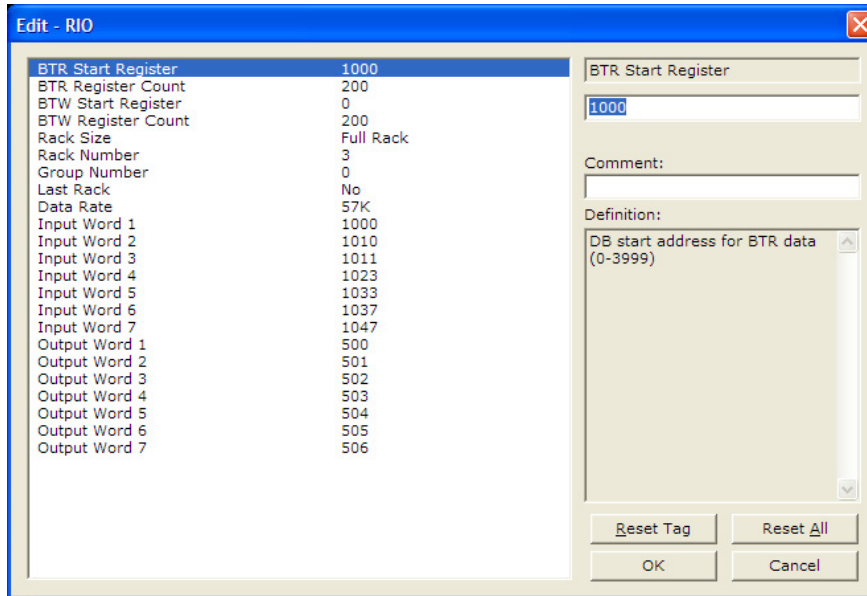 Edit - RIO
BTR Start Register 1000
BTR Register Count 200
BTW Start Register 0
BTW Register Count 200
Rack Size Full Rack
Rack Number 3
Group Number 0
Last Rack No
Data Rate 57K
Input Word 1 1000
Input Word 2 1010
Input Word 3 1011
Input Word 4 1023
Input Word 5 1033
Input Word 6 1037
Input Word 7 1047
Output Word 1 500
Output Word 2 501
Output Word 3 502
Output Word 4 503
Output Word 5 504
Output Word 6 505
Output Word 7 506
BTR Start Register
1000
Comment:
Definition:
DB start address for BTR data
(0-3999)
Reset Tag Reset All
OK Cancel